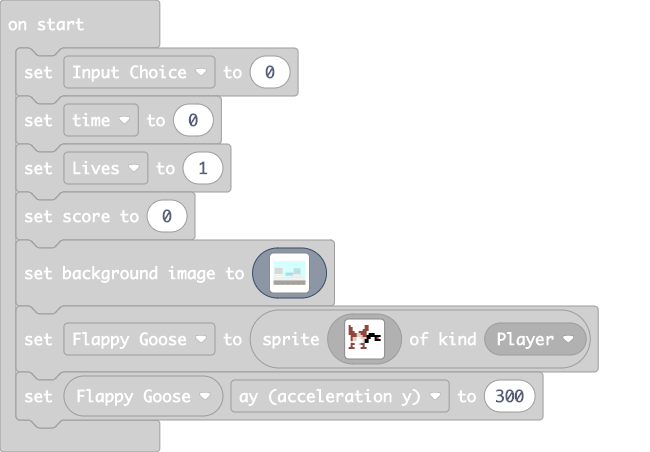 on start
set Input Choice to 0
set time to 0
set Lives to 1
set score to 0
set background image to
set Flappy Goose to sprite of kind Player
set Flappy Goose ay (acceleration y) to 300